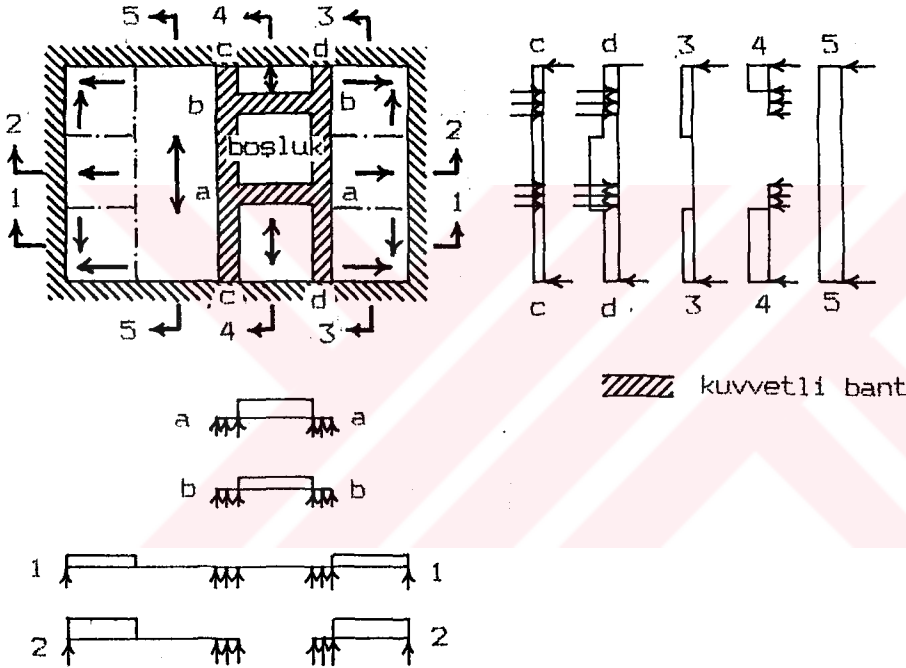 5 4 3
c d
b b
2 2
boşluk
1 a a 1
c d
5 4 3
c d 3 4 5
c d 3 4 5
kuvvetli bant
a a
b b
1 1
2 2